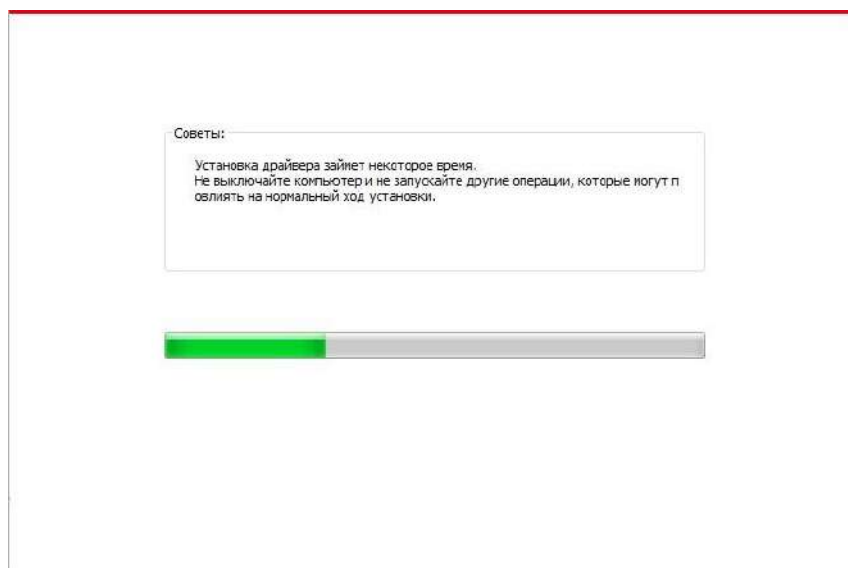 Советы:
Установка драйвера займет некоторое время.
Не выключайте компьютер и не запускайте другие операции, которые могут п
овлиять на нормальный ход установки.